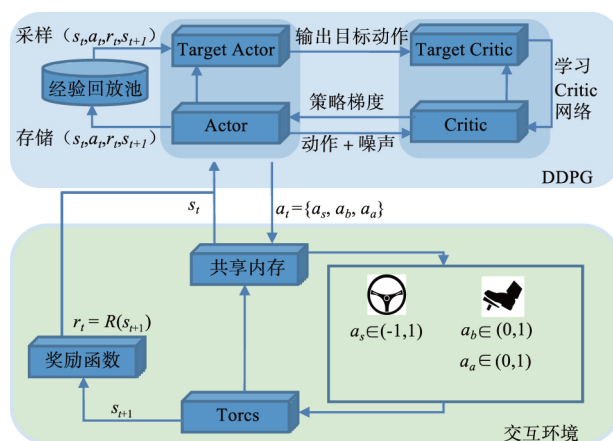 采样（s_t,a_t,r_t,s_{t+1}）
Target Actor
输出目标动作
Target Critic
经验回放池
学习
Critic
网络
策略梯度
存储（s_t,a_t,r_t,s_{t+1}）
Actor
Critic
动作 + 噪声
DDPG
s_t
a_t={a_s, a_b, a_a}
共享内存
r_t = R(s_{t+1})
a_s∈(-1,1)
a_b∈(0,1)
a_a∈(0,1)
奖励函数
s_{t+1}
Torcs
交互环境